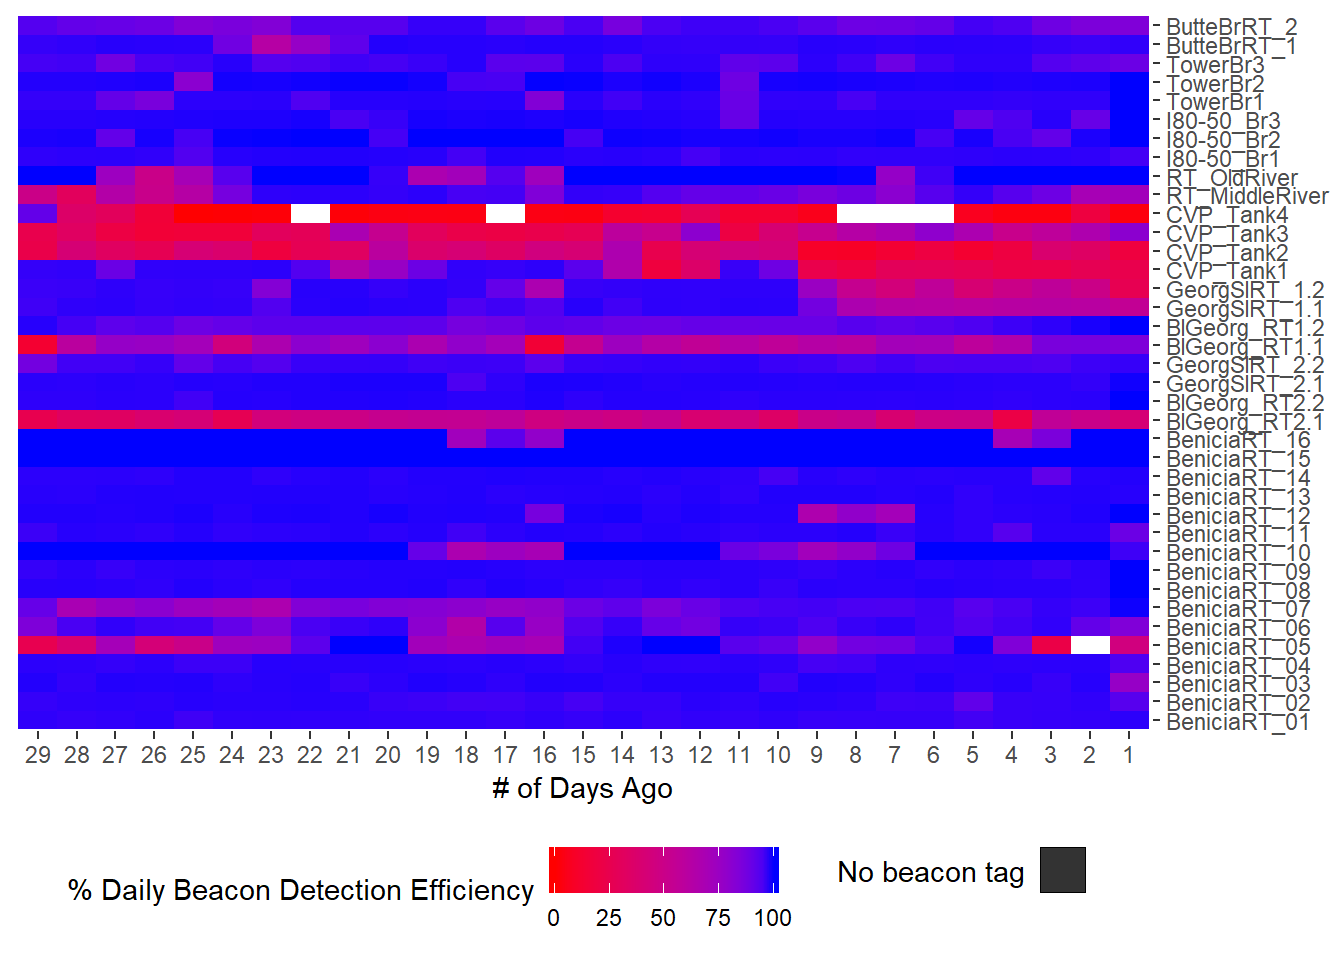 ButteBrRT_2
ButteBrRT_1
TowerBr3
TowerBr2
TowerBr1
I80-50_Br3
I80-50_Br2
I80-50_Br1
RT_OldRiver
RT_MiddleRiver
CVP_Tank4
CVP_Tank3
CVP_Tank2
CVP_Tank1
GeorgSlRT_1.2
GeorgSlRT_1.1
BlGeorg_RT1.2
BlGeorg_RT1.1
GeorgSlRT_2.2
GeorgSlRT_2.1
BlGeorg_RT2.2
BlGeorg_RT2.1
BeniciaRT_16
BeniciaRT_15
BeniciaRT_14
BeniciaRT_13
BeniciaRT_12
BeniciaRT_11
BeniciaRT_10
BeniciaRT_09
BeniciaRT_08
BeniciaRT_07
BeniciaRT_06
BeniciaRT_05
BeniciaRT_04
BeniciaRT_03
BeniciaRT_02
BeniciaRT_01
29 28 27 26 25 24 23 22 21 20 19 18 17 16 15 14 13 12 11 10 9 8 7 6 5 4 3 2 1
# of Days Ago
% Daily Beacon Detection Efficiency
0 25 50 75 100
No beacon tag